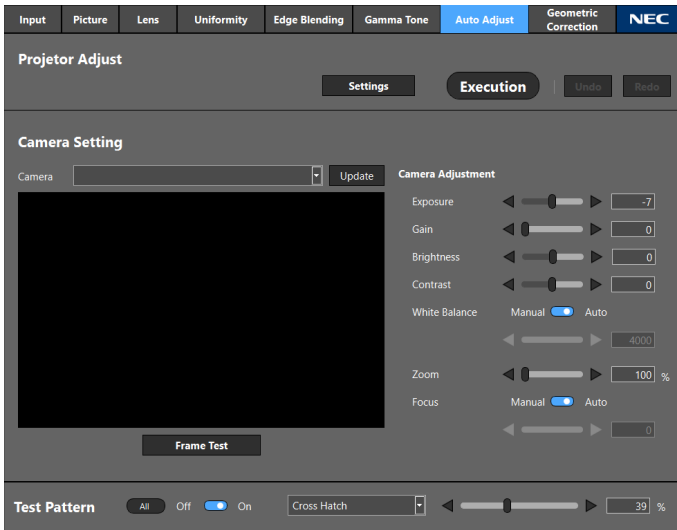 Input Picture Lens Uniformity Edge Blending Gamma Tone Auto Adjust Geometric Correction NEC
Projetor Adjust
Settings Execution Undo Redo
Camera Setting
Camera Update Camera Adjustment
Exposure -7
Gain 0
Brightness 0
Contrast 0
White Balance Manual Auto
4000
Zoom 100 %
Focus Manual Auto
0
Frame Test
Test Pattern All Off On Cross Hatch 39 %